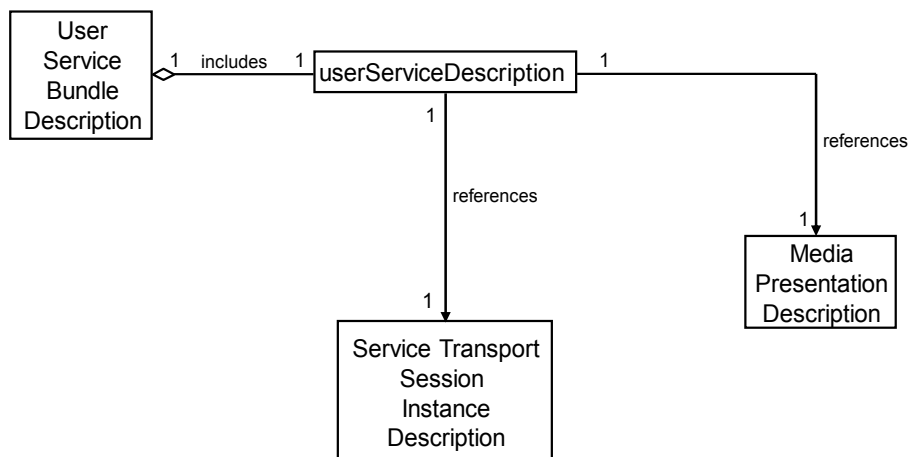 User
Service
Bundle
Description
1
includes
1
userServiceDescription
1
1
references
references
1
Media
Presentation
Description
1
Service Transport
Session
Instance
Description